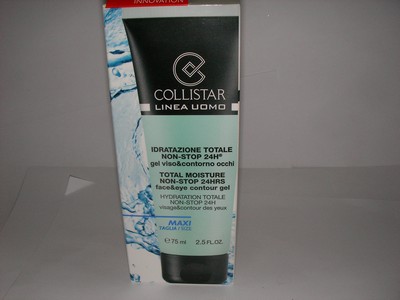 INNOVATION
COLLISTAR
LINEA UOMO
IDRATAZIONE TOTALE
NON-STOP 24H®
gel viso&contorno occhi
TOTAL MOISTURE
NON-STOP 24HRS
face&eye contour gel
HYDRATATION TOTALE
NON-STOP 24H
visage&contour des yeux
MAXI
TAGLIA / SIZE
℮ 75 ml 2.5 FL.OZ.